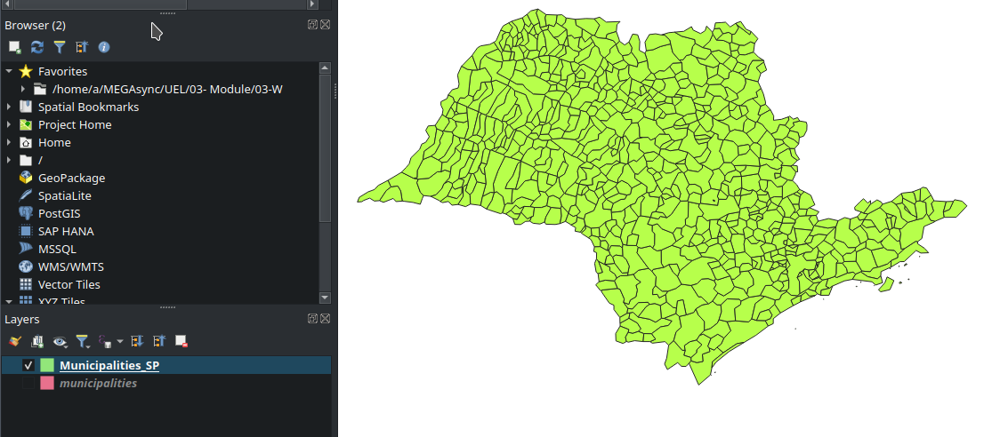 Browser (2)
Favorites
/home/a/MEGAsync/UEL/03- Module/03-W
Spatial Bookmarks
Project Home
Home
/
GeoPackage
SpatiaLite
PostGIS
SAP HANA
MSSQL
WMS/WMTS
Vector Tiles
XYZ Tiles
Layers
Municipalities_SP
municipalities